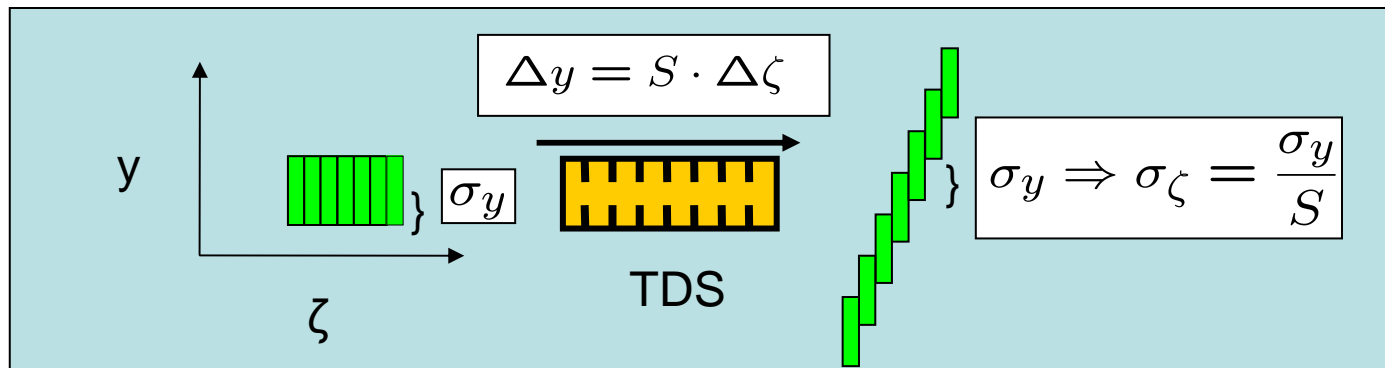 Δy = S · Δζ
y
} σ_y
} σ_y ⇒ σ_ζ = σ_y / S
TDS
ζ